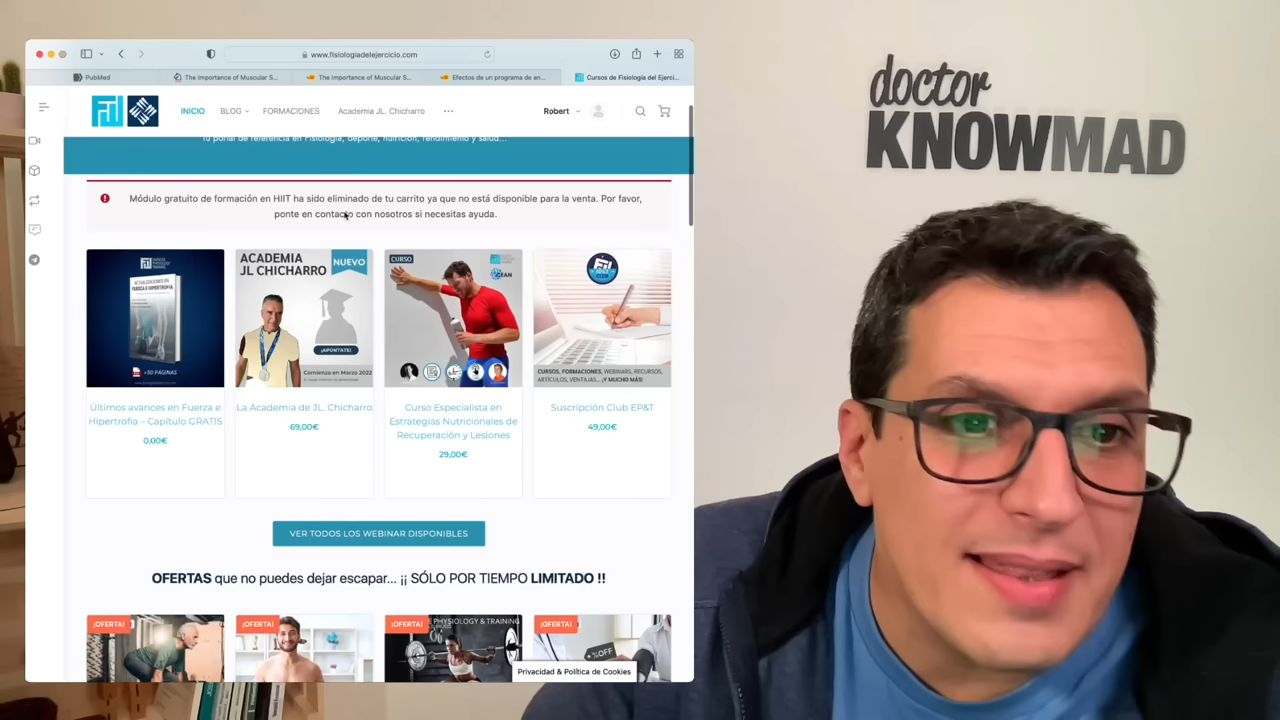 www.fisiologiadelejercicio.com
PubMed
The Importance of Muscular S...
The Importance of Muscular S...
Efectos de un programa de en...
Cursos de Fisiología del Ejerci...
INICIO
BLOG
FORMACIONES
Academia JL. Chicharro
Robert
Tu portal de referencia en Fisiología, deporte, nutrición, rendimiento y salud...
Módulo gratuito de formación en HIIT ha sido eliminado de tu carrito ya que no está disponible para la venta. Por favor,
ponte en contacto con nosotros si necesitas ayuda.
ACTUALIZACIONES EN
FUERZA E HIPERTROFIA
+50 PÁGINAS
ACADEMIA
JL CHICHARRO
NUEVO
¡APÚNTATE!
Comienza en Marzo 2022
CURSO
CURSOS, FORMACIONES, WEBINARS, RECURSOS,
ARTÍCULOS, VENTAJAS... ¡Y MUCHO MÁS!
Últimos avances en Fuerza e
Hipertrofia – Capítulo GRATIS
0,00€
La Academia de JL. Chicharro
69,00€
Curso Especialista en
Estrategias Nutricionales de
Recuperación y Lesiones
29,00€
Suscripción Club EP&T
49,00€
VER TODOS LOS WEBINAR DISPONIBLES
OFERTAS que no puedes dejar escapar... ¡¡ SÓLO POR TIEMPO LIMITADO !!
¡OFERTA!
¡OFERTA!
¡OFERTA!
¡OFERTA!
E PHYSIOLOGY & TRAINING
%OFF
Privacidad & Política de Cookies
doctor
KNOWMAD